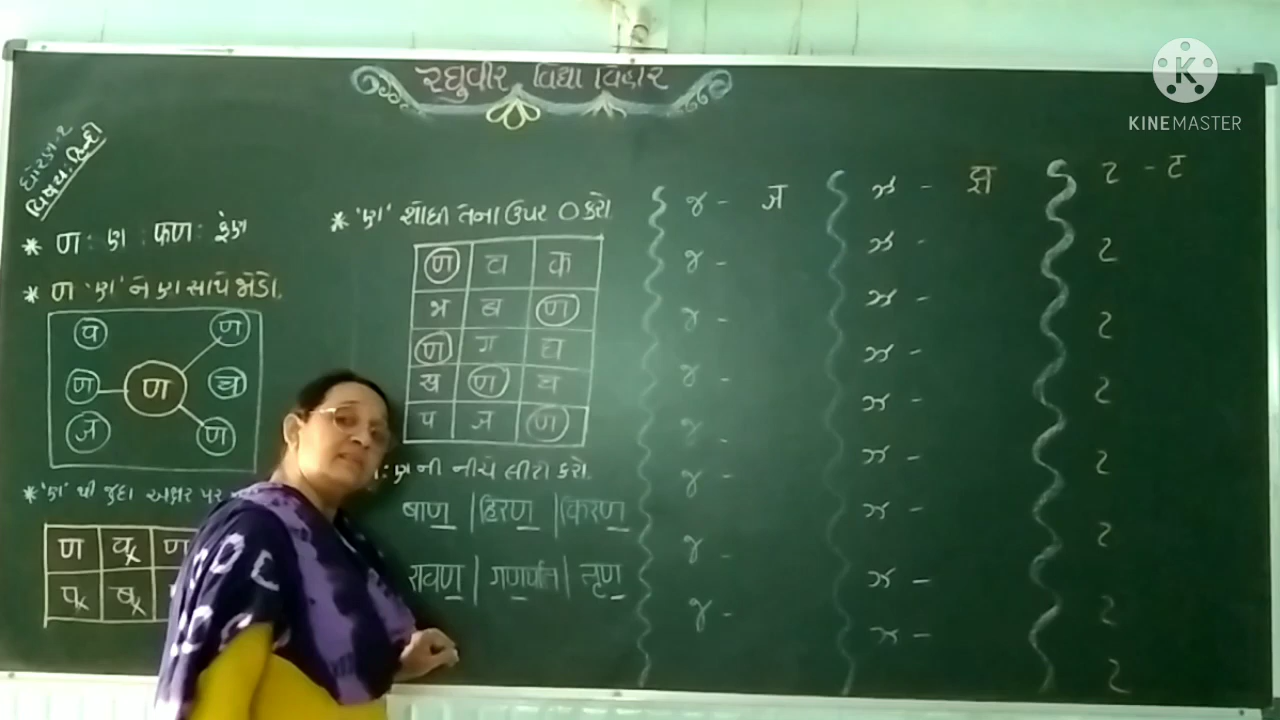 રઘુવીર વિદ્યા વિહાર
KINEMASTER
ધોરણ-૨
વિષય: હિન્દી
* ण : ણ : फण : ફેણ
* ण 'ણ' ને ણ સાથે જોડો.
प ण
ण ण च
ज ण
* 'ણ' થી જુદા અક્ષર પર
ण व× ण
प× ब×
* 'ણ' શોધી તેના ઉપર ○ કરો.
ण च क
भ ब ण
ण ग घ
ख ण व
प ज ण
: ણ ની નીચે લીટી કરો.
बाण | हिरण | किरण
रावण | गणपति | तृण
જ - ज
જ -
જ -
જ -
જ -
જ -
જ -
જ -
ઝ - झ
ઝ -
ઝ -
ઝ -
ઝ -
ઝ -
ઝ -
ઝ -
ઝ -
ટ - ट
ટ
ટ
ટ
ટ
ટ
ટ
ટ